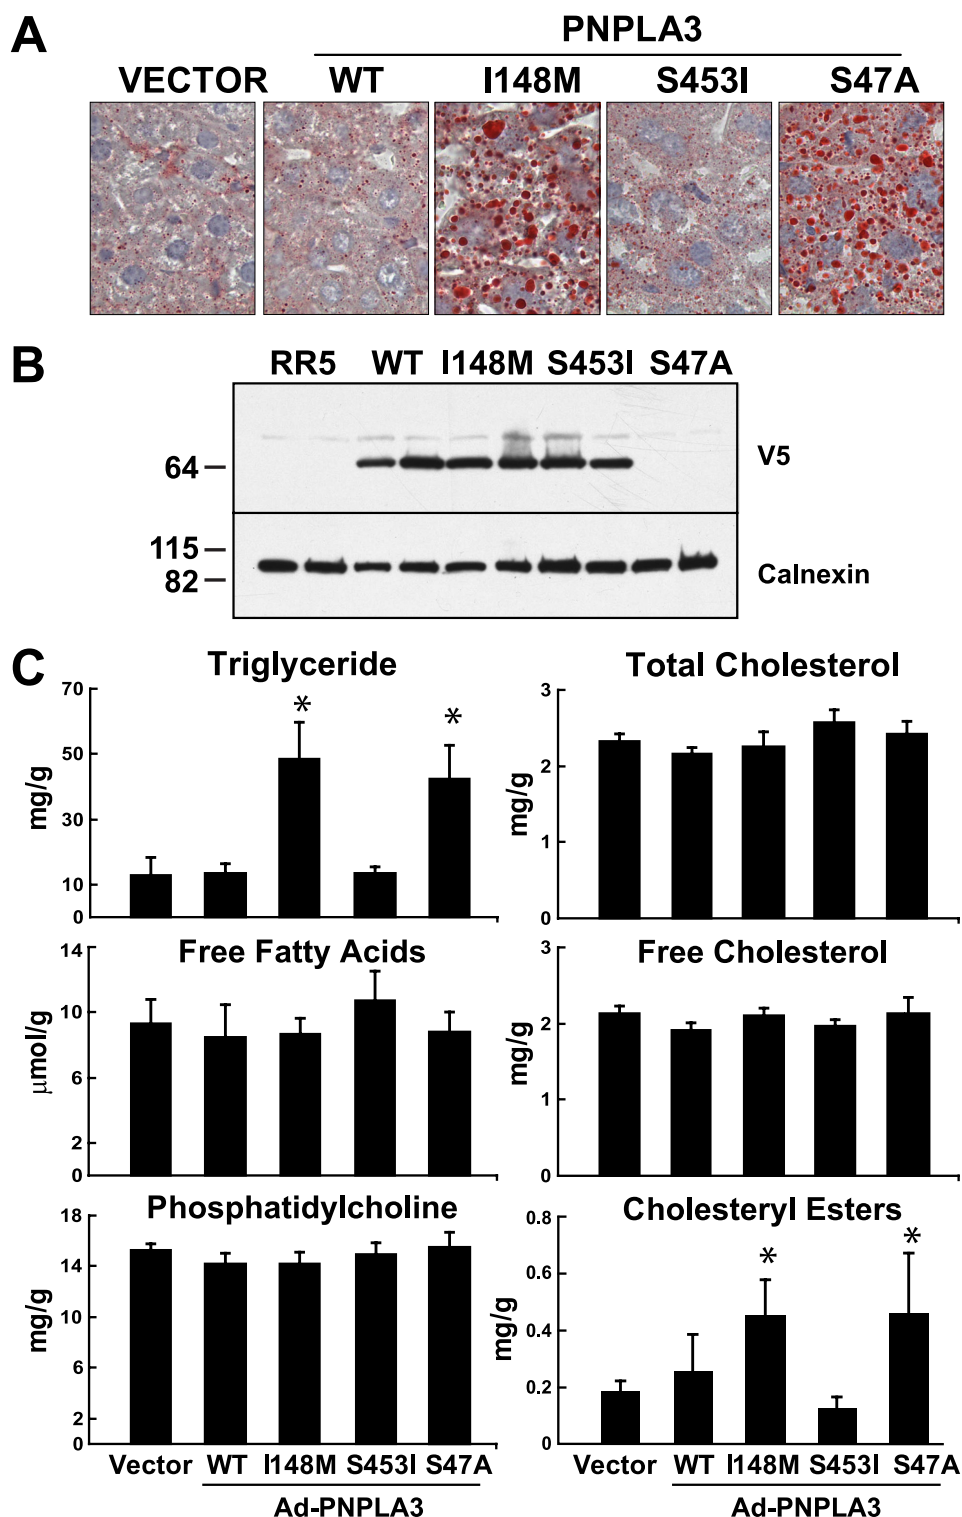 A
PNPLA3
VECTOR WT I148M S453I S47A
B
RR5 WT I148M S453I S47A
64
V5
115
82
Calnexin
C
Triglyceride
70
50
30
10
0
mg/g
*
*
Total Cholesterol
3
2
1
0
mg/g
Free Fatty Acids
14
10
6
2
0
μmol/g
Free Cholesterol
3
2
1
0
mg/g
Phosphatidylcholine
18
14
10
6
2
0
mg/g
Vector WT I148M S453I S47A
Ad-PNPLA3
Cholesteryl Esters
0.8
0.6
0.4
0.2
0
mg/g
*
*
Vector WT I148M S453I S47A
Ad-PNPLA3